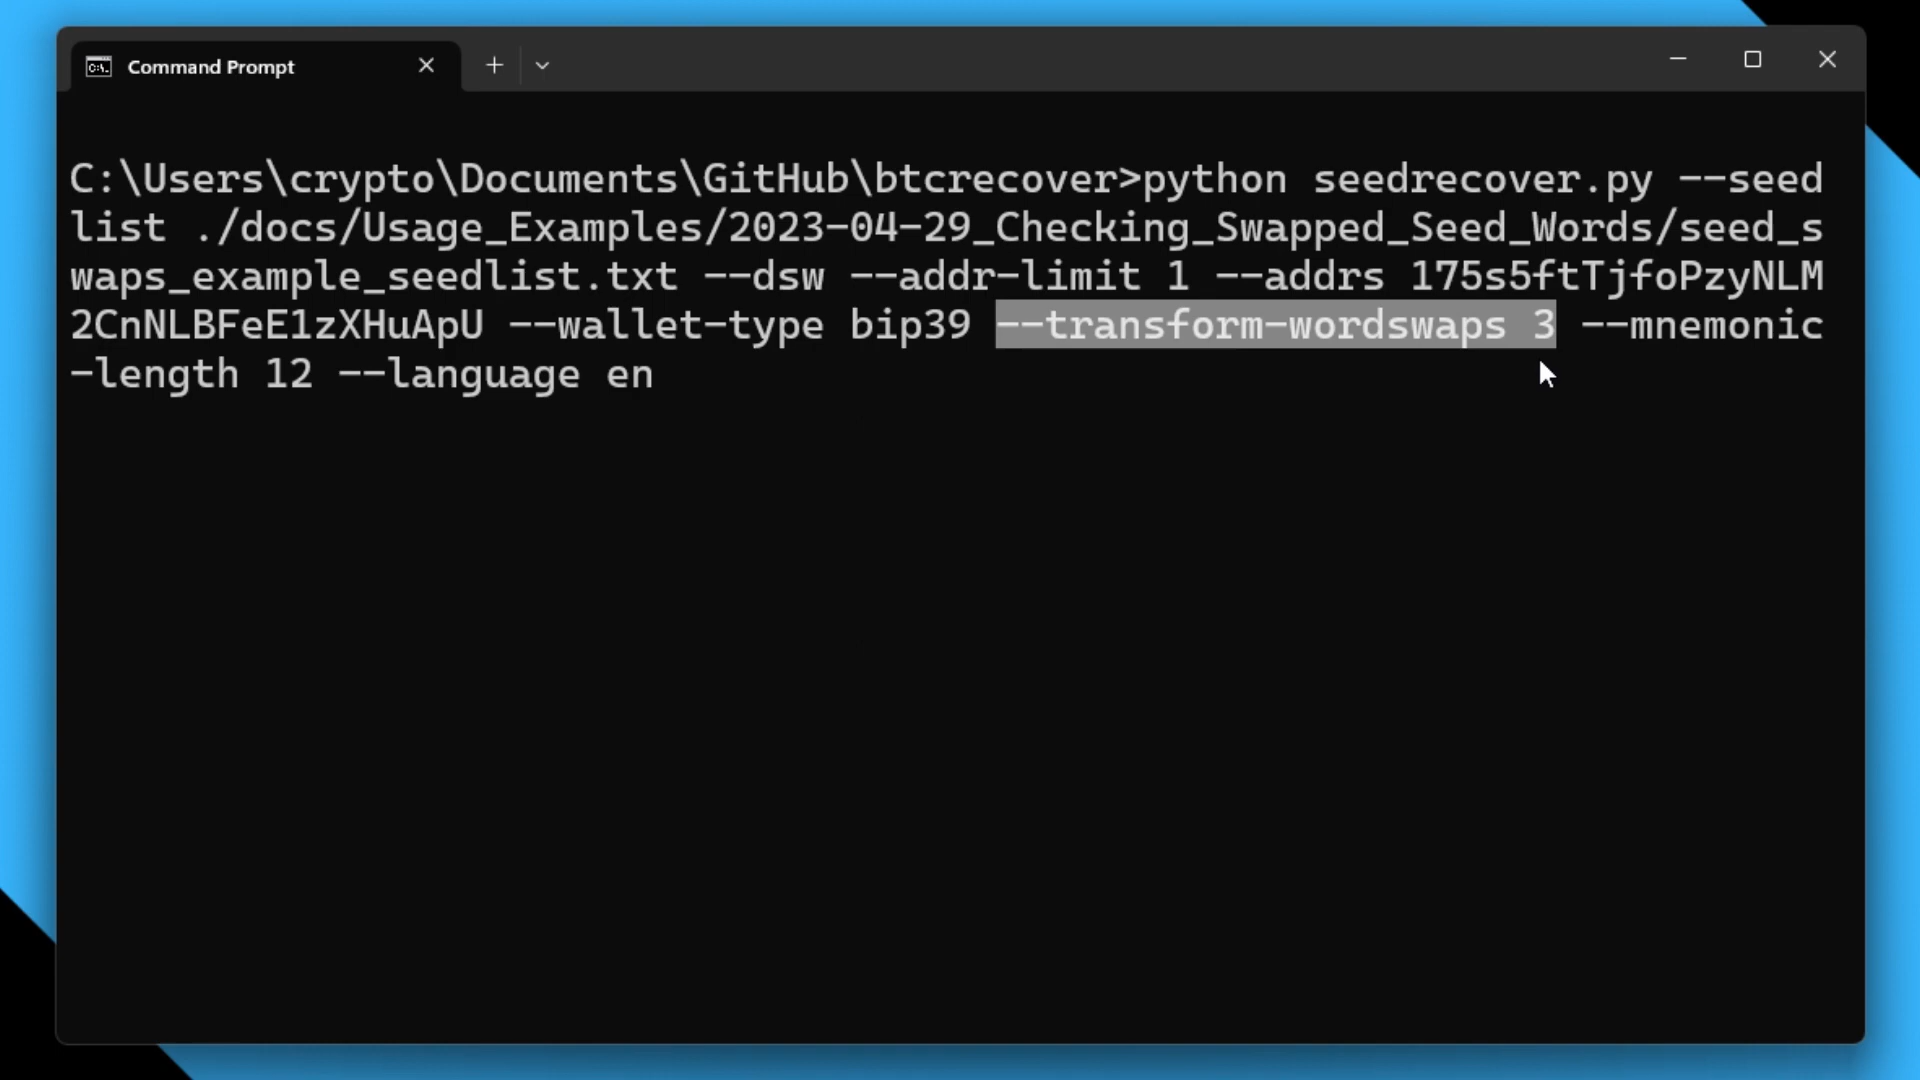 Command Prompt
C:\Users\crypto\Documents\GitHub\btcrecover>python seedrecover.py --seed
list ./docs/Usage_Examples/2023-04-29_Checking_Swapped_Seed_Words/seed_s
waps_example_seedlist.txt --dsw --addr-limit 1 --addrs 175s5ftTjfoPzyNLM
2CnNLBFeE1zXHuApU --wallet-type bip39 --transform-wordswaps 3 --mnemonic
-length 12 --language en